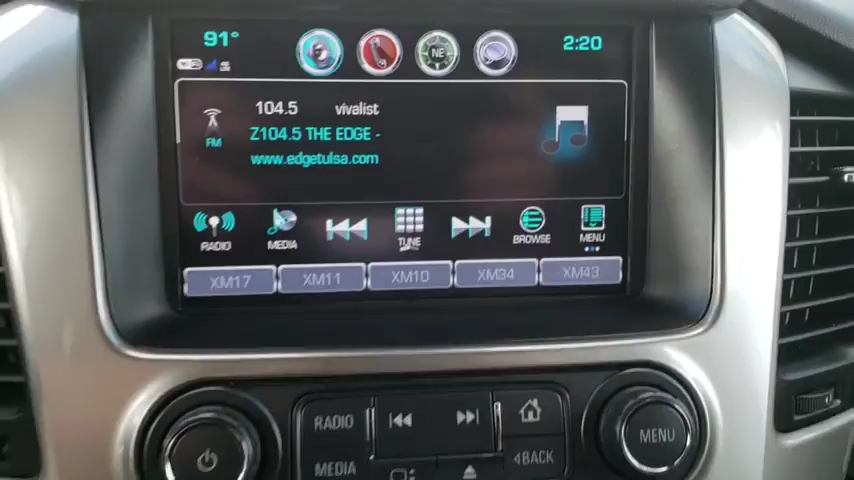 91°
NE
2:20
104.5 vivalist
FM
Z104.5 THE EDGE -
www.edgetulsa.com
RADIO
MEDIA
TUNE
BROWSE
MENU
XM17
XM11
XM10
XM34
XM43
RADIO
MENU
MEDIA
BACK